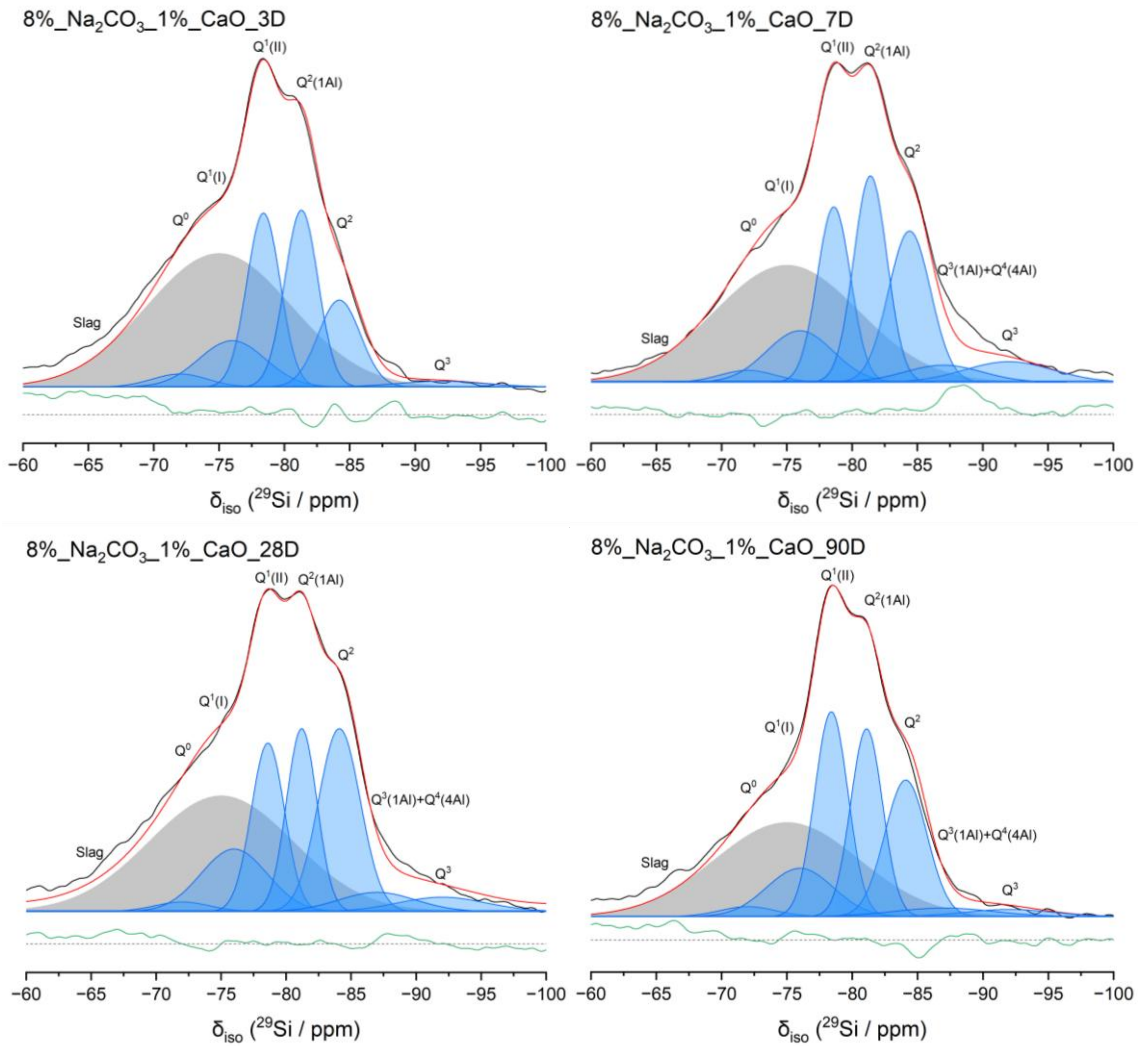 8%_Na₂CO₃_1%_CaO_3D
Q¹(II)
Q²(1Al)
Q¹(I)
Q⁰
Q²
Slag
Q³
−60 −65 −70 −75 −80 −85 −90 −95 −100
δiso (²⁹Si / ppm)
8%_Na₂CO₃_1%_CaO_7D
Q¹(II) Q²(1Al)
Q²
Q¹(I)
Q⁰
Q³(1Al)+Q⁴(4Al)
Slag
Q³
−60 −65 −70 −75 −80 −85 −90 −95 −100
δiso (²⁹Si / ppm)
8%_Na₂CO₃_1%_CaO_28D
Q¹(II) Q²(1Al)
Q²
Q¹(I)
Q⁰
Q³(1Al)+Q⁴(4Al)
Slag
Q³
−60 −65 −70 −75 −80 −85 −90 −95 −100
δiso (²⁹Si / ppm)
8%_Na₂CO₃_1%_CaO_90D
Q¹(II)
Q²(1Al)
Q¹(I)
Q²
Q⁰
Q³(1Al)+Q⁴(4Al)
Slag
Q³
−60 −65 −70 −75 −80 −85 −90 −95 −100
δiso (²⁹Si / ppm)